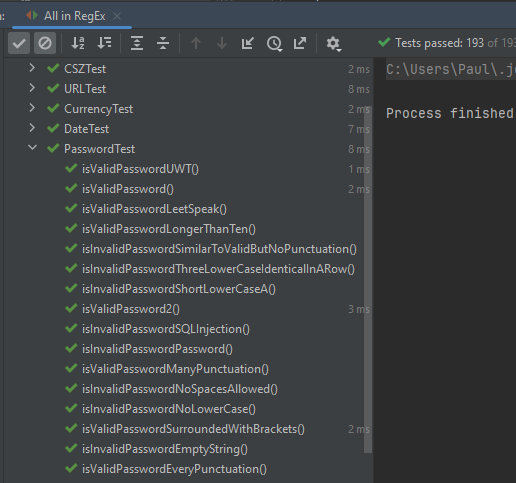 : All in RegEx
Tests passed: 193 of 193
CSZTest 2 ms
URLTest 8 ms
CurrencyTest 2 ms
DateTest 7 ms
PasswordTest 8 ms
isValidPasswordUWT() 1 ms
isValidPassword() 2 ms
isValidPasswordLeetSpeak()
isValidPasswordLongerThanTen()
isInvalidPasswordSimilarToValidButNoPunctuation()
isInvalidPasswordThreeLowerCaseIdenticalInARow()
isInvalidPasswordShortLowerCaseA()
isValidPassword2() 3 ms
isInvalidPasswordSQLInjection()
isInvalidPasswordPassword()
isValidPasswordManyPunctuation()
isInvalidPasswordNoSpacesAllowed()
isInvalidPasswordNoLowerCase()
isValidPasswordSurroundedWithBrackets() 2 ms
isInvalidPasswordEmptyString()
isValidPasswordEveryPunctuation()
C:\Users\Paul\.j
Process finished